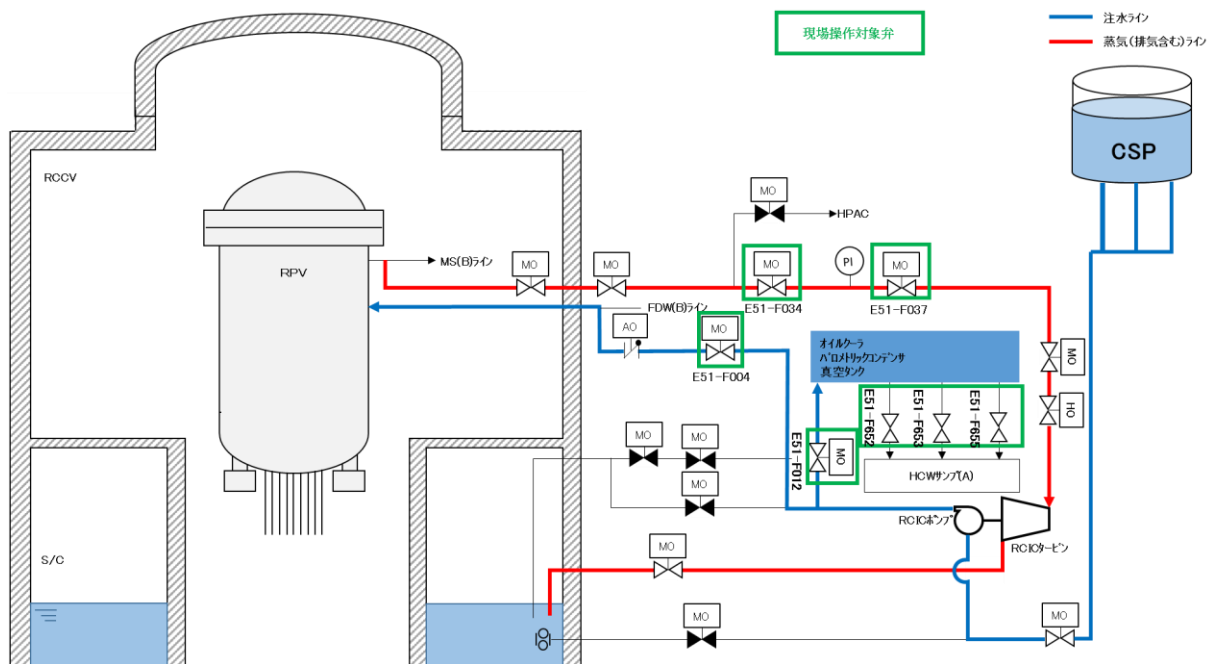 現場操作対象弁
注水ライン
蒸気(排気含む)ライン
CSP
RCCV
MO
HPAC
RPV
MS(B)ライン
MO
MO
MO
PI
MO
E51-F034
E51-F037
FDW(B)ライン
AO
MO
E51-F004
オイルクーラ
バロメトリックコンデンサ
真空タンク
MO
HO
E51-F652
E51-F653
E51-F655
MO
MO
E51-F012
MO
HCWサンプ(A)
MO
RCICポンプ
RCICタービン
S/C
MO
MO
MO